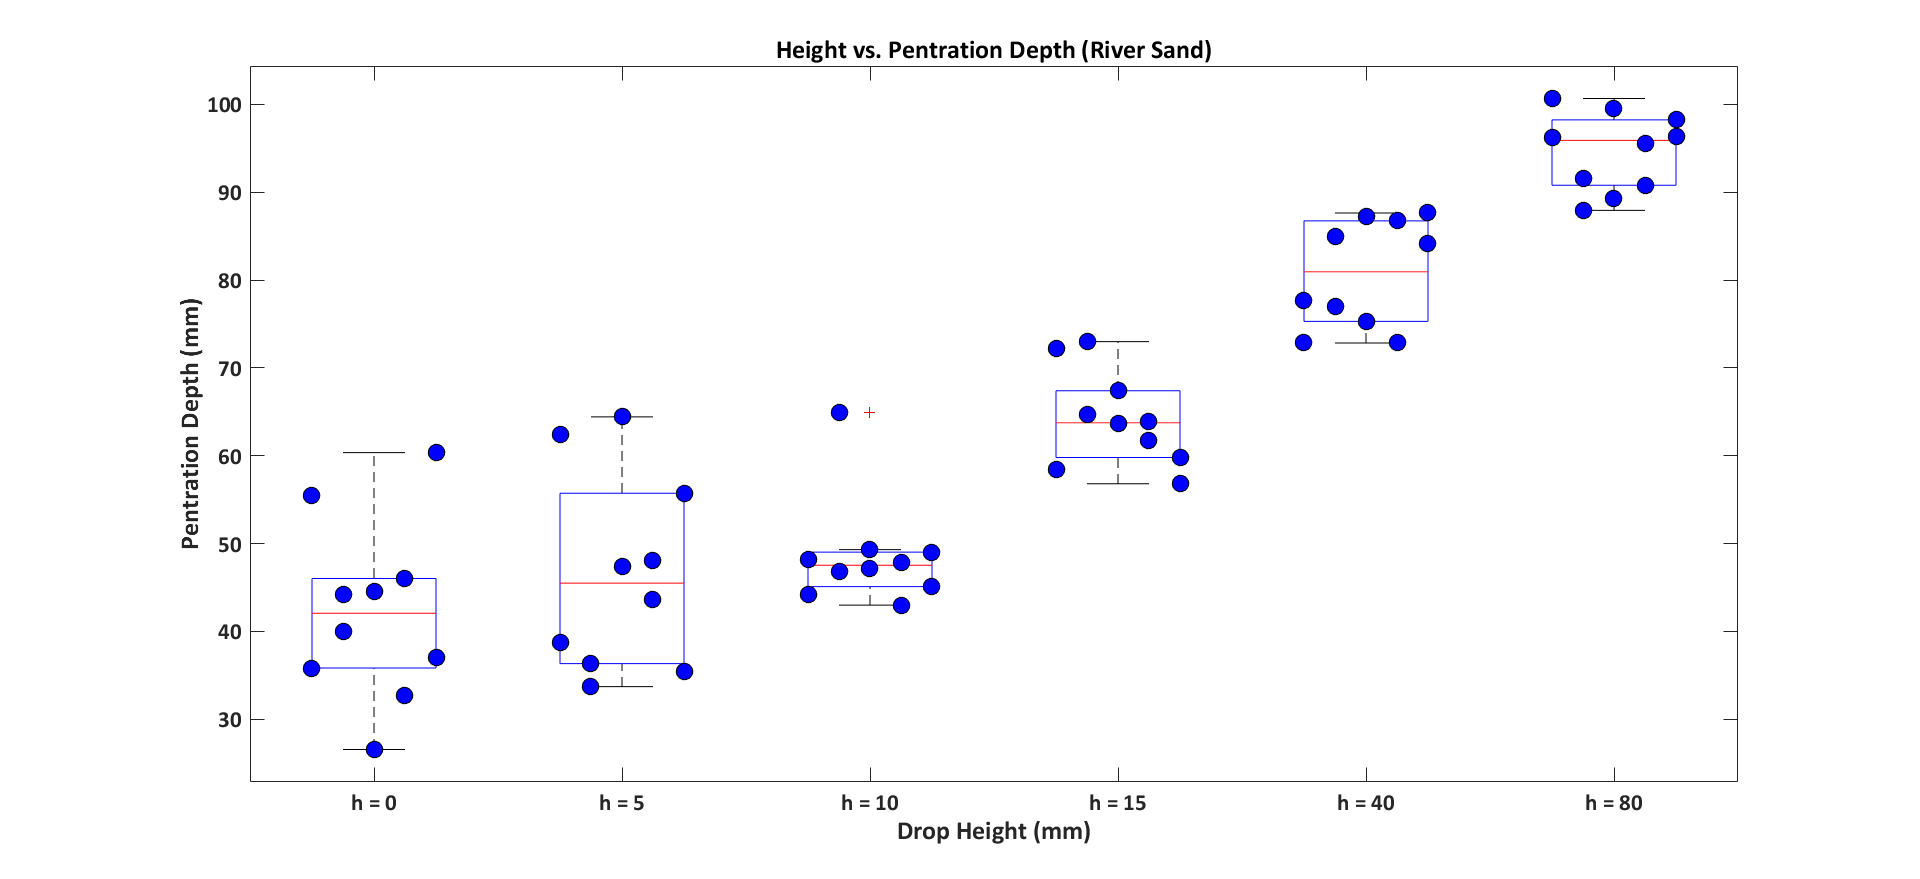 Height vs. Pentration Depth (River Sand)
Pentration Depth (mm)
100
90
80
70
60
50
40
30
h = 0
h = 5
h = 10
h = 15
h = 40
h = 80
Drop Height (mm)